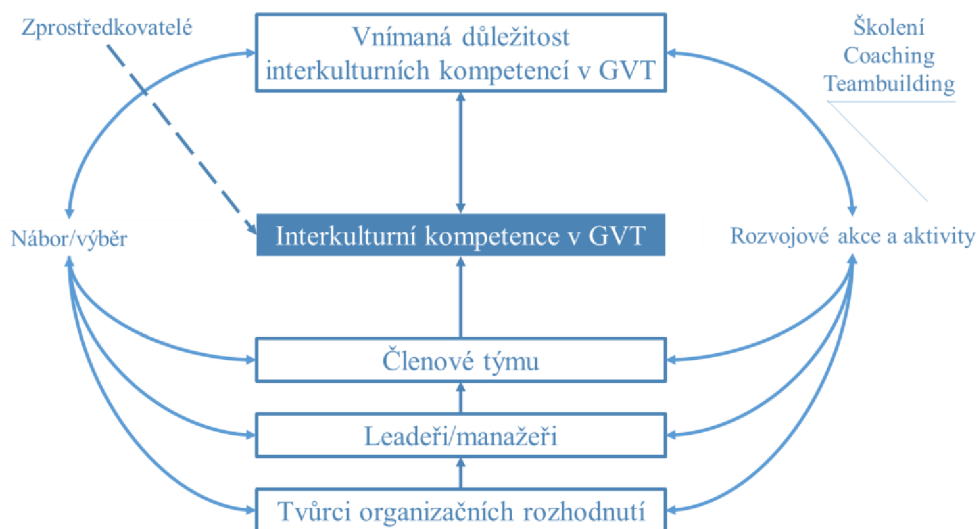 Zprostředkovatelé
Vnímaná důležitost
interkulturních kompetencí v GVT
Školení
Coaching
Teambuilding
Nábor/výběr
Interkulturní kompetence v GVT
Rozvojové akce a aktivity
Členové týmu
Leadeři/manažeři
Tvůrci organizačních rozhodnutí